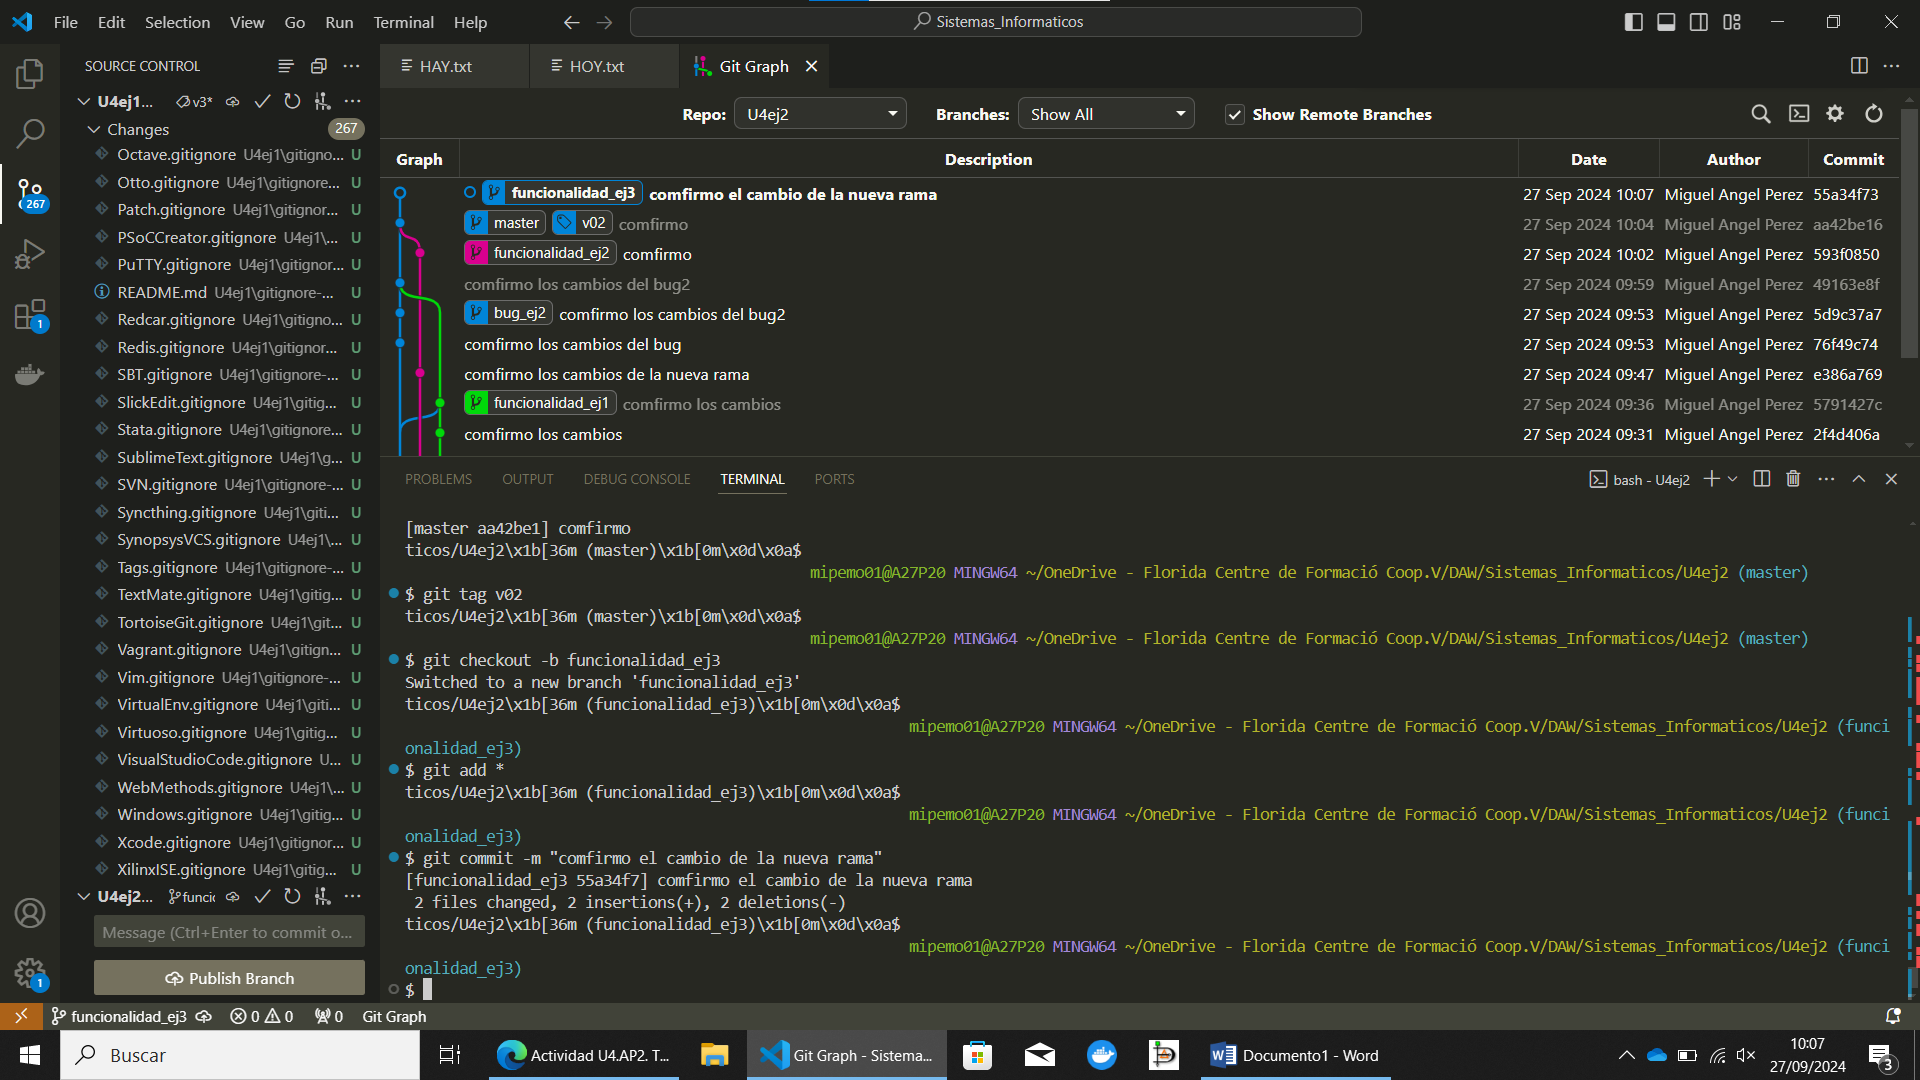 File Edit Selection View Go Run Terminal Help
Sistemas_Informaticos
SOURCE CONTROL
HAY.txt
HOY.txt
Git Graph
U4ej1... v3*
Changes 267
Octave.gitignore U4ej1\gitigno... U
Otto.gitignore U4ej1\gitignore... U
Patch.gitignore U4ej1\gitignor... U
PSoCCreator.gitignore U4ej1\... U
PuTTY.gitignore U4ej1\gitignor... U
README.md U4ej1\gitignore-... U
Redcar.gitignore U4ej1\gitigno... U
Redis.gitignore U4ej1\gitignor... U
SBT.gitignore U4ej1\gitignore-... U
SlickEdit.gitignore U4ej1\gitig... U
Stata.gitignore U4ej1\gitignore... U
SublimeText.gitignore U4ej1\g... U
SVN.gitignore U4ej1\gitignore-... U
Syncthing.gitignore U4ej1\giti... U
SynopsysVCS.gitignore U4ej1\... U
Tags.gitignore U4ej1\gitignore-... U
TextMate.gitignore U4ej1\gitig... U
TortoiseGit.gitignore U4ej1\git... U
Vagrant.gitignore U4ej1\gitign... U
Vim.gitignore U4ej1\gitignore-... U
VirtualEnv.gitignore U4ej1\giti... U
Virtuoso.gitignore U4ej1\gitig... U
VisualStudioCode.gitignore U... U
WebMethods.gitignore U4ej1\... U
Windows.gitignore U4ej1\gitig... U
Xcode.gitignore U4ej1\gitignor... U
XilinxISE.gitignore U4ej1\gitig... U
U4ej2... funcic
Message (Ctrl+Enter to commit o...
Publish Branch
267
1
1
Repo: U4ej2 Branches: Show All Show Remote Branches
Graph Description Date Author Commit
funcionalidad_ej3 comfirmo el cambio de la nueva rama 27 Sep 2024 10:07 Miguel Angel Perez 55a34f73
master v02 comfirmo 27 Sep 2024 10:04 Miguel Angel Perez aa42be16
funcionalidad_ej2 comfirmo 27 Sep 2024 10:02 Miguel Angel Perez 593f0850
comfirmo los cambios del bug2 27 Sep 2024 09:59 Miguel Angel Perez 49163e8f
bug_ej2 comfirmo los cambios del bug2 27 Sep 2024 09:53 Miguel Angel Perez 5d9c37a7
comfirmo los cambios del bug 27 Sep 2024 09:53 Miguel Angel Perez 76f49c74
comfirmo los cambios de la nueva rama 27 Sep 2024 09:47 Miguel Angel Perez e386a769
funcionalidad_ej1 comfirmo los cambios 27 Sep 2024 09:36 Miguel Angel Perez 5791427c
comfirmo los cambios 27 Sep 2024 09:31 Miguel Angel Perez 2f4d406a
PROBLEMS OUTPUT DEBUG CONSOLE TERMINAL PORTS bash - U4ej2
[master aa42be1] comfirmo
ticos/U4ej2\x1b[36m (master)\x1b[0m\x0d\x0a$
mipemo01@A27P20 MINGW64 ~/OneDrive - Florida Centre de Formació Coop.V/DAW/Sistemas_Informaticos/U4ej2 (master)
$ git tag v02
ticos/U4ej2\x1b[36m (master)\x1b[0m\x0d\x0a$
mipemo01@A27P20 MINGW64 ~/OneDrive - Florida Centre de Formació Coop.V/DAW/Sistemas_Informaticos/U4ej2 (master)
$ git checkout -b funcionalidad_ej3
Switched to a new branch 'funcionalidad_ej3'
ticos/U4ej2\x1b[36m (funcionalidad_ej3)\x1b[0m\x0d\x0a$
mipemo01@A27P20 MINGW64 ~/OneDrive - Florida Centre de Formació Coop.V/DAW/Sistemas_Informaticos/U4ej2 (funci
onalidad_ej3)
$ git add *
ticos/U4ej2\x1b[36m (funcionalidad_ej3)\x1b[0m\x0d\x0a$
mipemo01@A27P20 MINGW64 ~/OneDrive - Florida Centre de Formació Coop.V/DAW/Sistemas_Informaticos/U4ej2 (funci
onalidad_ej3)
$ git commit -m "comfirmo el cambio de la nueva rama"
[funcionalidad_ej3 55a34f7] comfirmo el cambio de la nueva rama
2 files changed, 2 insertions(+), 2 deletions(-)
ticos/U4ej2\x1b[36m (funcionalidad_ej3)\x1b[0m\x0d\x0a$
mipemo01@A27P20 MINGW64 ~/OneDrive - Florida Centre de Formació Coop.V/DAW/Sistemas_Informaticos/U4ej2 (funci
onalidad_ej3)
$
funcionalidad_ej3 0 0 0 Git Graph
Buscar
Actividad U4.AP2. T...
Git Graph - Sistema...
Documento1 - Word
10:07
27/09/2024
3